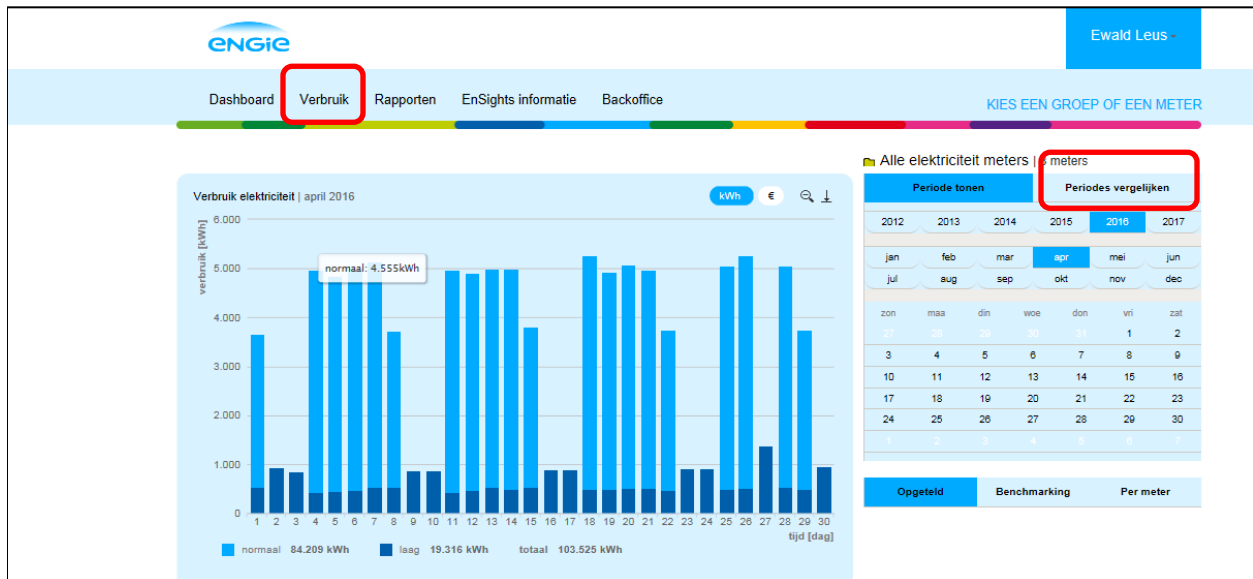 ENGIE
Ewald Leus
Dashboard Verbruik Rapporten EnSights informatie Backoffice
KIES EEN GROEP OF EEN METER
Alle elektriciteit meters | meters
Periode tonen Periodes vergelijken
2012 2013 2014 2015 2016 2017
jan feb mar apr mei jun
jul aug sep okt nov dec
zon maa din woe don vri zat
27 28 29 30 31 1 2
3 4 5 6 7 8 9
10 11 12 13 14 15 16
17 18 19 20 21 22 23
24 25 26 27 28 29 30
1 2 3 4 5 6 7
Opgeteld Benchmarking Per meter
Verbruik elektriciteit | april 2016
kWh €
verbruik [kWh]
6.000
5.000
4.000
3.000
2.000
1.000
0
normaal: 4.555kWh
1 2 3 4 5 6 7 8 9 10 11 12 13 14 15 16 17 18 19 20 21 22 23 24 25 26 27 28 29 30
tijd [dag]
normaal 84.209 kWh laag 19.316 kWh totaal 103.525 kWh